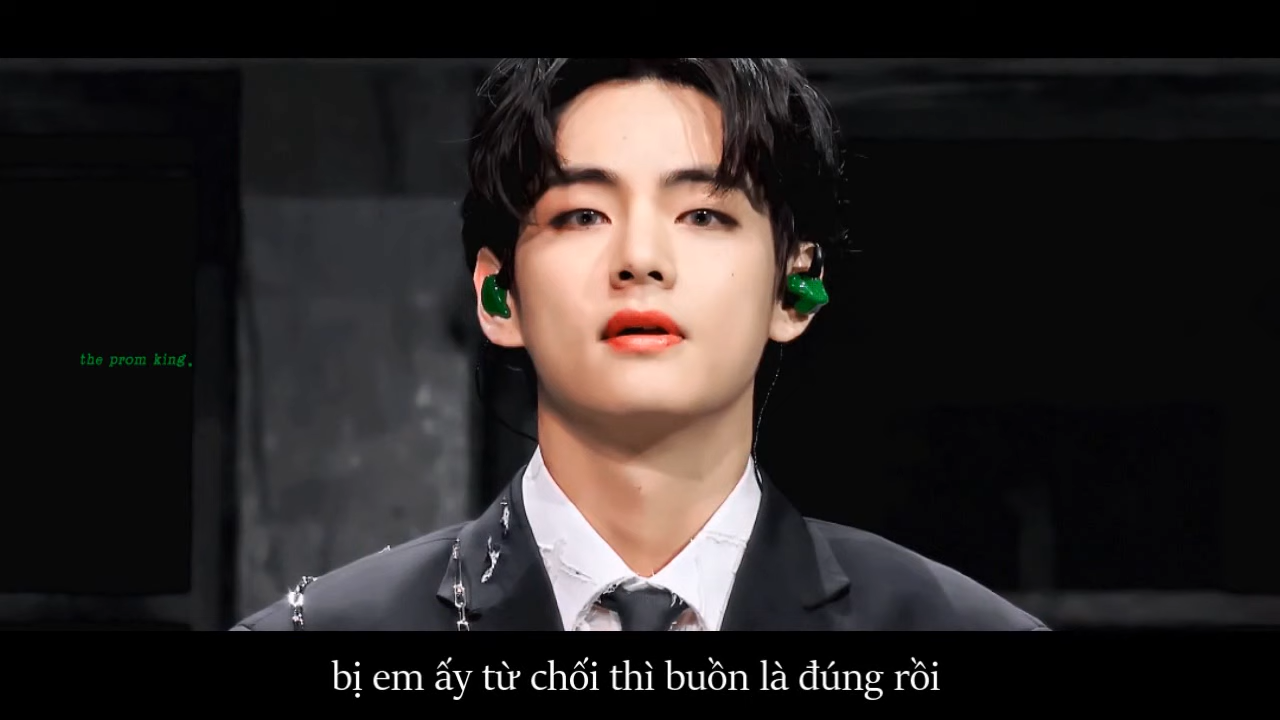 the prom king.
bị em ấy từ chối thì buồn là đúng rồi